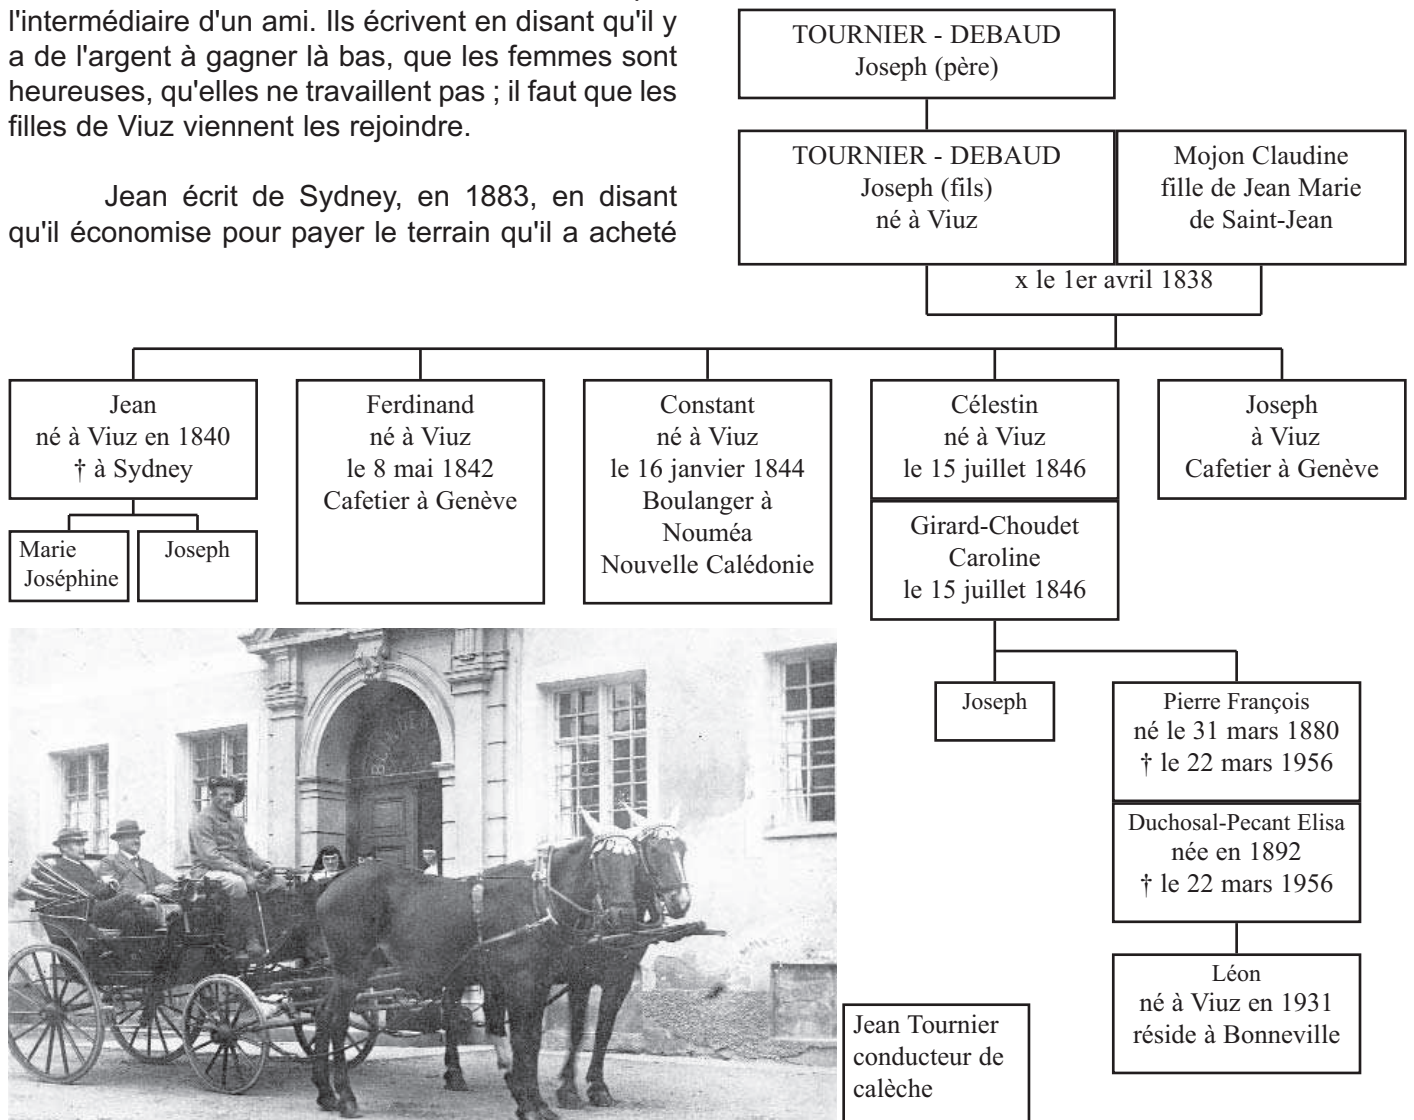 l'intermédiaire d'un ami. Ils écrivent en disant qu'il y
a de l'argent à gagner là bas, que les femmes sont
heureuses, qu'elles ne travaillent pas ; il faut que les
filles de Viuz viennent les rejoindre.
Jean écrit de Sydney, en 1883, en disant
qu'il économise pour payer le terrain qu'il a acheté
TOURNIER - DEBAUD
Joseph (père)
TOURNIER - DEBAUD
Joseph (fils)
né à Viuz
Mojon Claudine
fille de Jean Marie
de Saint-Jean
x le 1er avril 1838
Jean
né à Viuz en 1840
† à Sydney
Marie
Joséphine
Joseph
Ferdinand
né à Viuz
le 8 mai 1842
Cafetier à Genève
Constant
né à Viuz
le 16 janvier 1844
Boulanger à
Nouméa
Nouvelle Calédonie
Célestin
né à Viuz
le 15 juillet 1846
Girard-Choudet
Caroline
le 15 juillet 1846
Joseph
à Viuz
Cafetier à Genève
Joseph
Pierre François
né le 31 mars 1880
† le 22 mars 1956
Duchosal-Pecant Elisa
née en 1892
† le 22 mars 1956
Léon
né à Viuz en 1931
réside à Bonneville
Jean Tournier
conducteur de
calèche